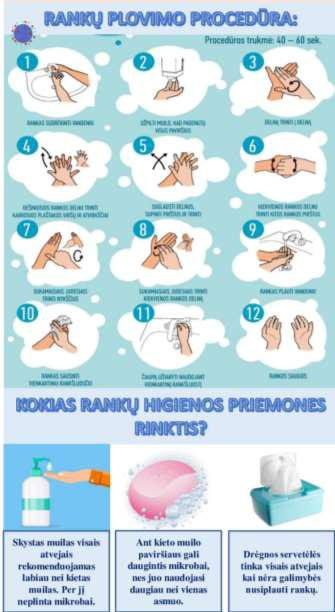 RANKŲ PLOVIMO PROCEDŪRA:
Procedūros trukmė: 40 – 60 sek.
1
2
3
RANKAS SUDRĖKINTI VANDENIU
UŽPILTI MUILO, KAD PADENGTŲ
VISUS PAVIRŠIUS
DELNĄ TRINTI Į DELNĄ
4
5
6
DEŠINIOSIOS RANKOS DELNU TRINTI
KAIRIOSIOS PLAŠTAKOS VIRŠŲ IR ATVIRKŠČIAI
SUGLAUSTI DELNUS,
SUPINTI PIRŠTUS IR TRINTI
KIEKVIENOS RANKOS DELNU
TRINTI KITOS RANKOS PIRŠTUS
7
8
9
SUKAMAISIAIS JUDESIAIS
TRINTI NYKŠČIUS
SUKAMAISIAIS JUDESIAIS TRINTI
KIEKVIENOS RANKOS DELNĄ
RANKAS PLAUTI VANDENIU
10
11
12
RANKAS SAUSINTI
VIENKARTINIU RANKŠLUOSČIU
ČIAUPĄ UŽDARYTI NAUDOJANT
VIENKARTINĮ RANKŠLUOSTĮ
RANKOS SAUGIOS
KOKIAS RANKŲ HIGIENOS PRIEMONES
RINKTIS?
Skystas muilas visais
atvejais
rekomenduojamas
labiau nei kietas
muilas. Per jį
neplinta mikrobai.
Ant kieto muilo
paviršiaus gali
daugintis mikrobai,
nes juo naudojasi
daugiau nei vienas
asmuo.
Drėgnos servetėlės
tinka visais atvejais
kai nėra galimybės
nusiplauti rankų.